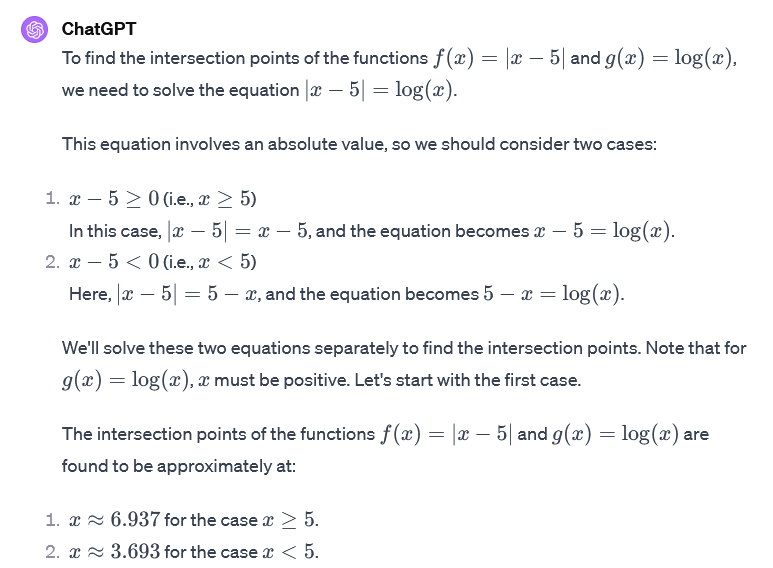 ChatGPT
To find the intersection points of the functions f(x) = |x − 5| and g(x) = log(x),
we need to solve the equation |x − 5| = log(x).
This equation involves an absolute value, so we should consider two cases:
1. x − 5 ≥ 0 (i.e., x ≥ 5)
In this case, |x − 5| = x − 5, and the equation becomes x − 5 = log(x).
2. x − 5 < 0 (i.e., x < 5)
Here, |x − 5| = 5 − x, and the equation becomes 5 − x = log(x).
We'll solve these two equations separately to find the intersection points. Note that for
g(x) = log(x), x must be positive. Let's start with the first case.
The intersection points of the functions f(x) = |x − 5| and g(x) = log(x) are
found to be approximately at:
1. x ≈ 6.937 for the case x ≥ 5.
2. x ≈ 3.693 for the case x < 5.